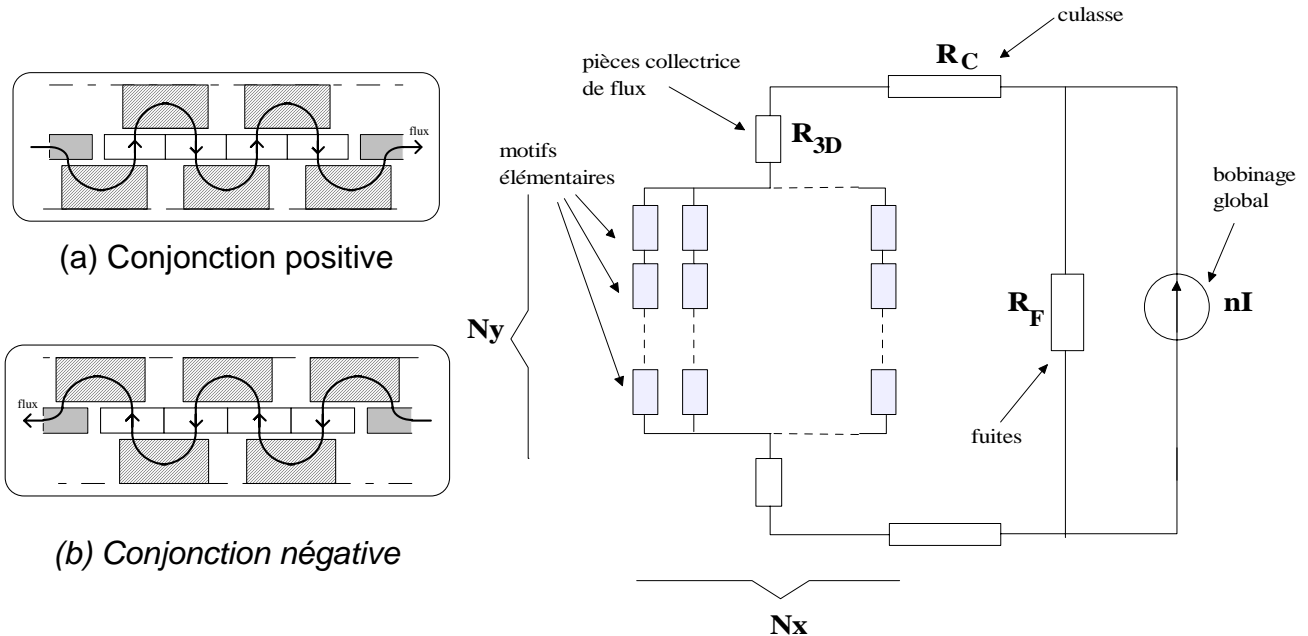 flux
(a) Conjonction positive
flux
(b) Conjonction négative
culasse
R_C
pièces collectrice
de flux
R_3D
motifs
élémentaires
bobinage
global
Ny
R_F
nI
fuites
Nx